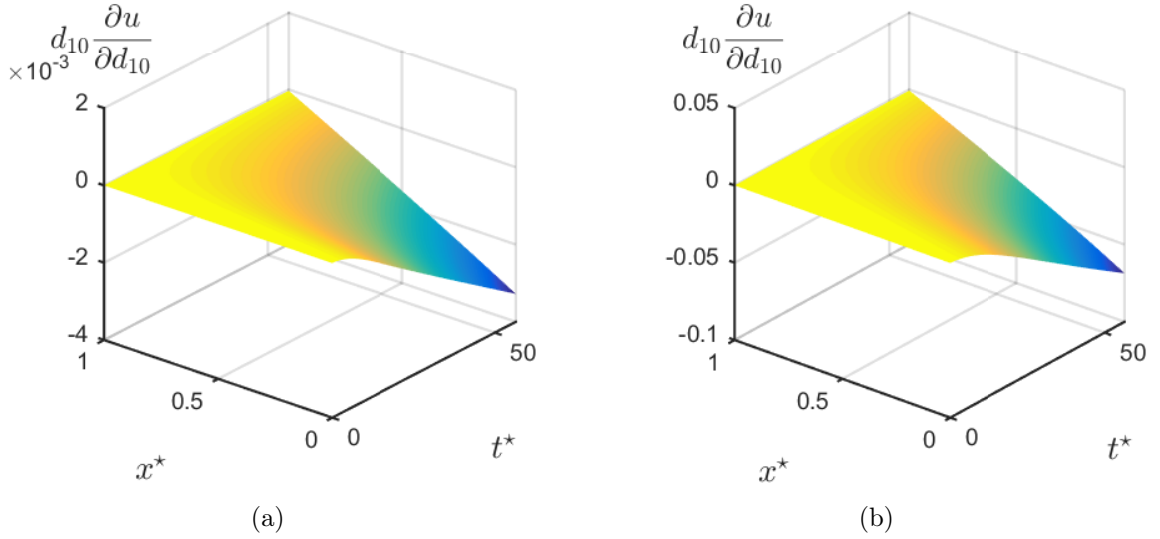 d₁₀ ∂u/∂d₁₀
×10⁻³
2
0
-2
-4
1
0.5
0
0
50
x⋆
t⋆
(a)
d₁₀ ∂u/∂d₁₀
0.05
0
-0.05
-0.1
1
0.5
0
0
50
x⋆
t⋆
(b)